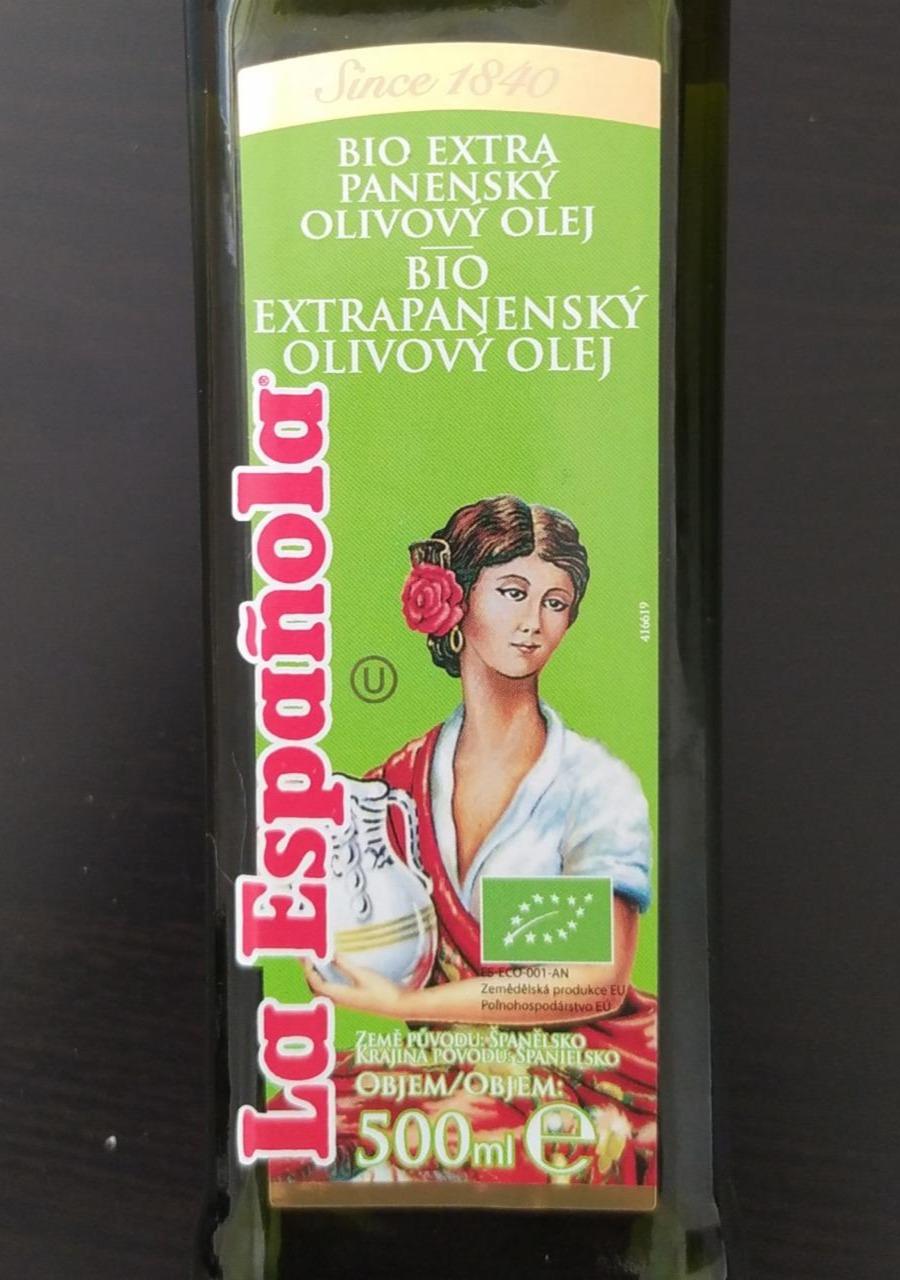 Since 1840
BIO EXTRA
PANENSKÝ
OLIVOVÝ OLEJ
BIO
EXTRAPANENSKÝ
OLIVOVÝ OLEJ
La Española®
416619
U
ES-ECO-001-AN
Zemědělská produkce EU
Poľnohospodárstvo EÚ
ZEMĚ PŮVODU: ŠPANĚLSKO
KRAJINA PÔVODU: ŠPANIELSKO
OBJEM/OBJEM:
500ml e